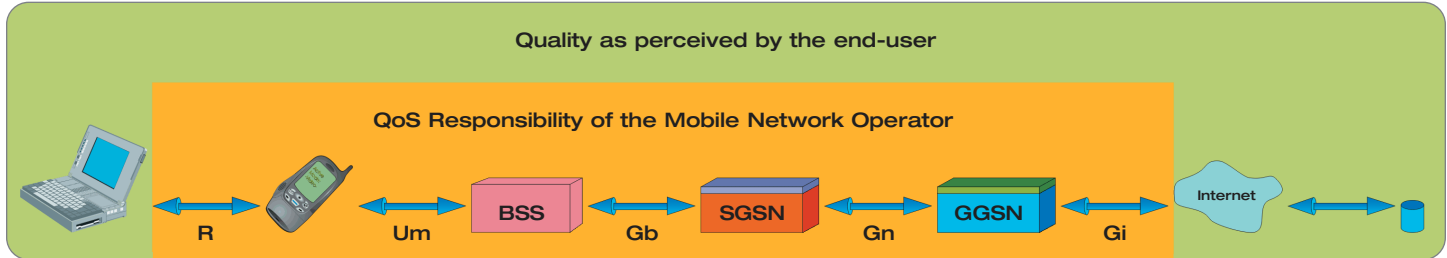 Quality as perceived by the end-user
QoS Responsibility of the Mobile Network Operator
BSS
SGSN
GGSN
Internet
R
Um
Gb
Gn
Gi